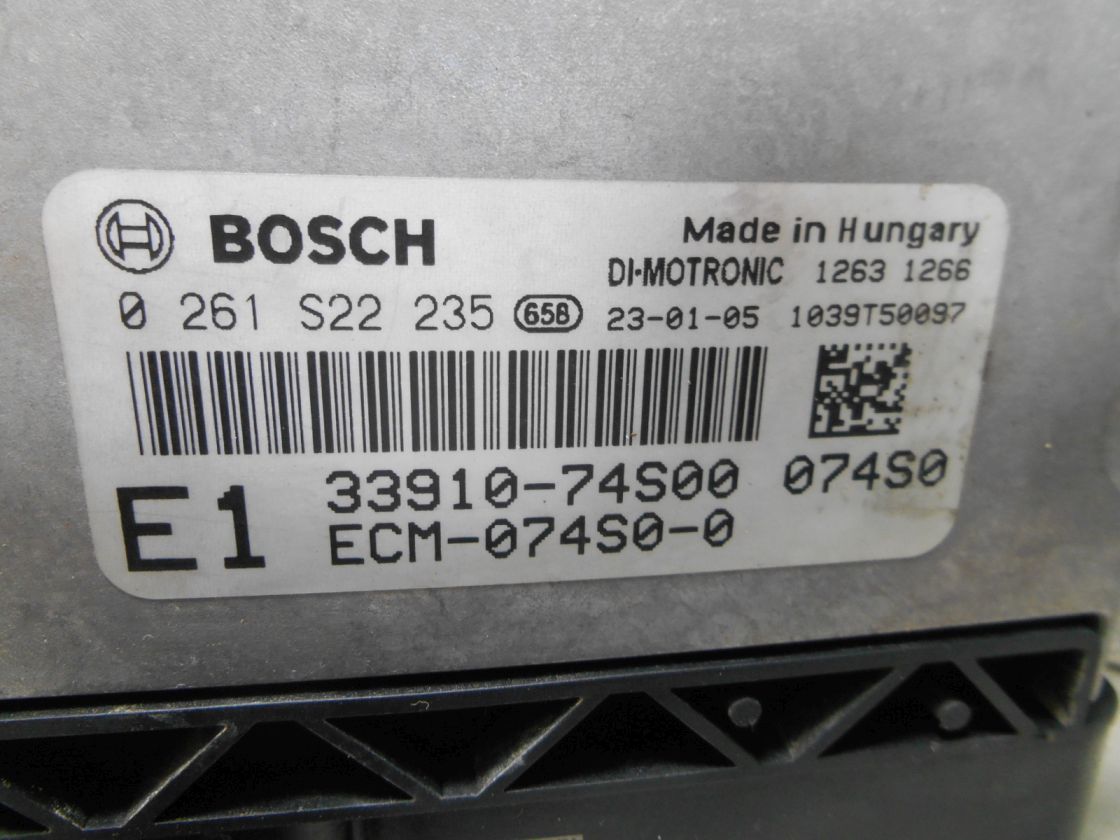 BOSCH
Made in Hungary
DI-MOTRONIC 1263 1266
0 261 S22 235 65B 23-01-05 1039T50097
33910-74S00 074S0
E1 ECM-074S0-0